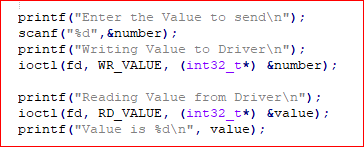 printf("Enter the Value to send\n");
scanf("%d",&number);
printf("Writing Value to Driver\n");
ioctl(fd, WR_VALUE, (int32_t*) &number);
printf("Reading Value from Driver\n");
ioctl(fd, RD_VALUE, (int32_t*) &value);
printf("Value is %d\n", value);